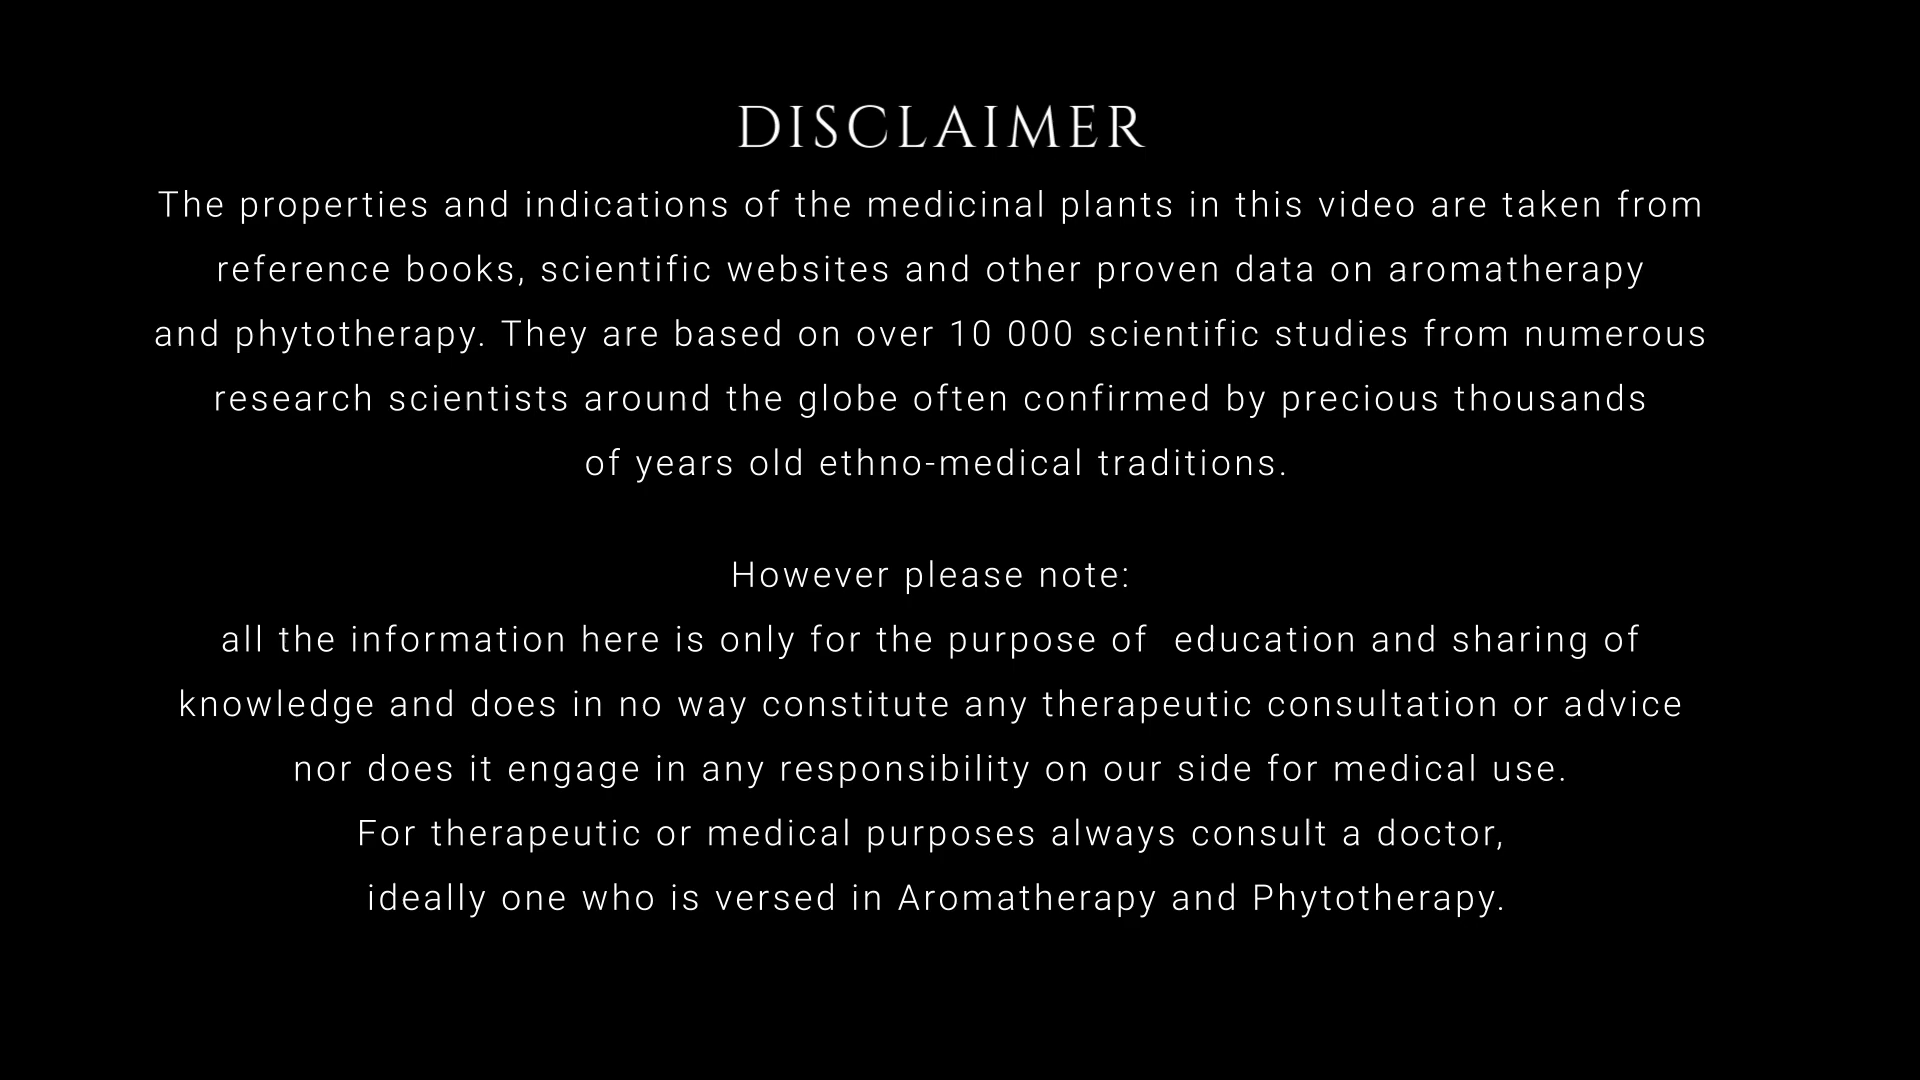 DISCLAIMER
The properties and indications of the medicinal plants in this video are taken from
reference books, scientific websites and other proven data on aromatherapy
and phytotherapy. They are based on over 10 000 scientific studies from numerous
research scientists around the globe often confirmed by precious thousands
of years old ethno-medical traditions.
However please note:
all the information here is only for the purpose of  education and sharing of
knowledge and does in no way constitute any therapeutic consultation or advice
nor does it engage in any responsibility on our side for medical use.
For therapeutic or medical purposes always consult a doctor,
ideally one who is versed in Aromatherapy and Phytotherapy.